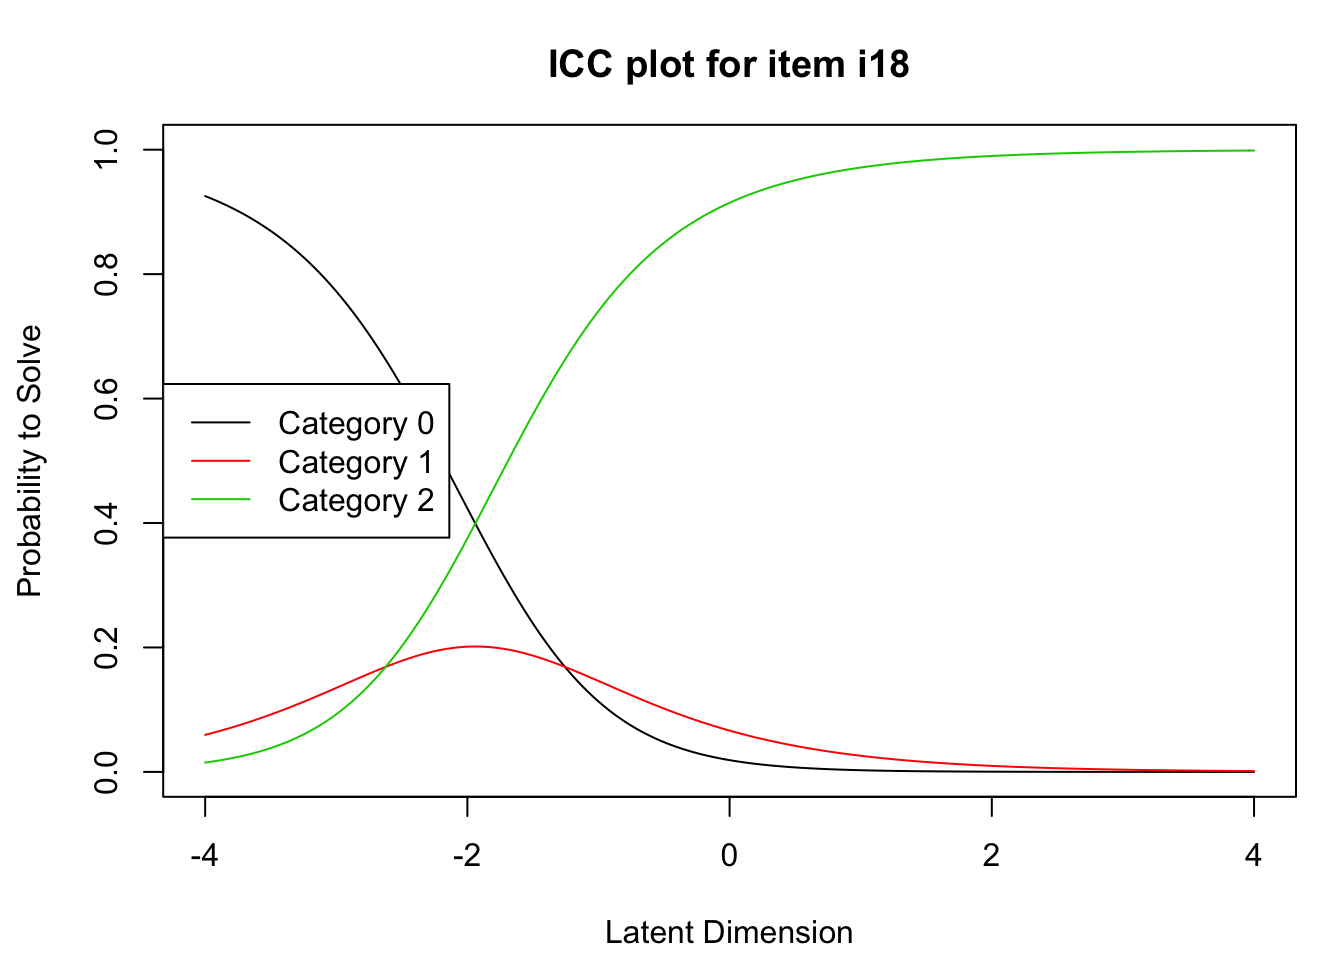 ICC plot for item i18
Probability to Solve
1.0
0.8
0.6
0.4
0.2
0.0
Category 0
Category 1
Category 2
-4
-2
0
2
4
Latent Dimension